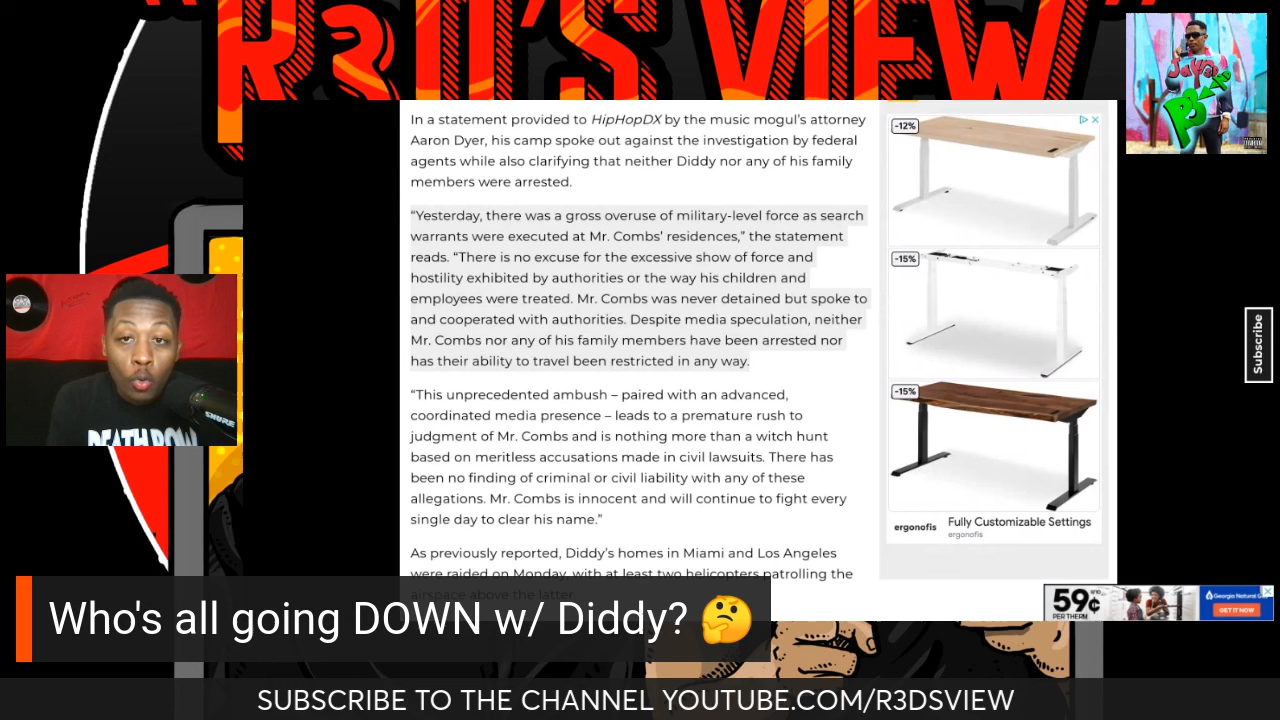 "R3D'S VIEW"
In a statement provided to HipHopDX by the music mogul's attorney
Aaron Dyer, his camp spoke out against the investigation by federal
agents while also clarifying that neither Diddy nor any of his family
members were arrested.
“Yesterday, there was a gross overuse of military-level force as search
warrants were executed at Mr. Combs’ residences,” the statement
reads. “There is no excuse for the excessive show of force and
hostility exhibited by authorities or the way his children and
employees were treated. Mr. Combs was never detained but spoke to
and cooperated with authorities. Despite media speculation, neither
Mr. Combs nor any of his family members have been arrested nor
has their ability to travel been restricted in any way.
“This unprecedented ambush – paired with an advanced,
coordinated media presence – leads to a premature rush to
judgment of Mr. Combs and is nothing more than a witch hunt
based on meritless accusations made in civil lawsuits. There has
been no finding of criminal or civil liability with any of these
allegations. Mr. Combs is innocent and will continue to fight every
single day to clear his name.”
As previously reported, Diddy’s homes in Miami and Los Angeles
were raided on Monday, with at least two helicopters patrolling the
airspace above the latter.
-12%
-15%
-15%
ergonofis
Fully Customizable Settings
ergonofis
Subscribe
SHURE
DEATH ROW
59¢
PER THERM
Georgia Natural Gas
GET IT NOW
Who's all going DOWN w/ Diddy? 🤔
SUBSCRIBE TO THE CHANNEL YOUTUBE.COM/R3DSVIEW